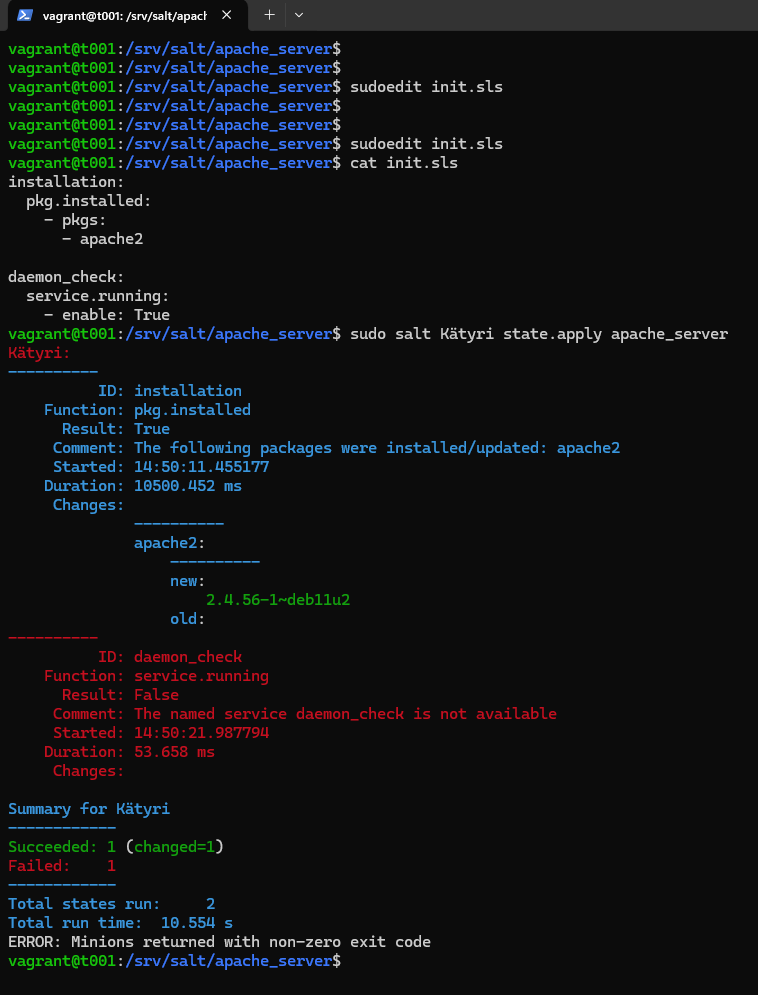 vagrant@t001: /srv/salt/apach
vagrant@t001:/srv/salt/apache_server$
vagrant@t001:/srv/salt/apache_server$
vagrant@t001:/srv/salt/apache_server$ sudoedit init.sls
vagrant@t001:/srv/salt/apache_server$
vagrant@t001:/srv/salt/apache_server$
vagrant@t001:/srv/salt/apache_server$ sudoedit init.sls
vagrant@t001:/srv/salt/apache_server$ cat init.sls
installation:
  pkg.installed:
    - pkgs:
      - apache2

daemon_check:
  service.running:
    - enable: True
vagrant@t001:/srv/salt/apache_server$ sudo salt Kätyri state.apply apache_server
Kätyri:
----------
          ID: installation
    Function: pkg.installed
      Result: True
     Comment: The following packages were installed/updated: apache2
     Started: 14:50:11.455177
    Duration: 10500.452 ms
     Changes:
              ----------
              apache2:
                  ----------
                  new:
                      2.4.56-1~deb11u2
                  old:
----------
          ID: daemon_check
    Function: service.running
      Result: False
     Comment: The named service daemon_check is not available
     Started: 14:50:21.987794
    Duration: 53.658 ms
     Changes:

Summary for Kätyri
------------
Succeeded: 1 (changed=1)
Failed:    1
------------
Total states run:     2
Total run time:  10.554 s
ERROR: Minions returned with non-zero exit code
vagrant@t001:/srv/salt/apache_server$